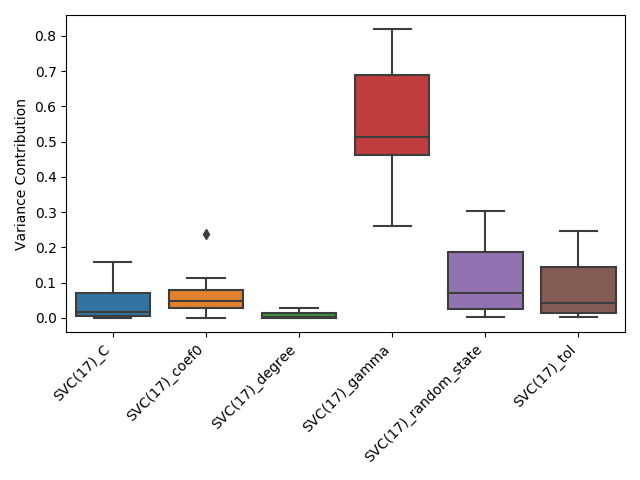 0.8
0.7
0.6
0.5
0.4
0.3
0.2
0.1
0.0
Variance Contribution
SVC(17)_C
SVC(17)_coef0
SVC(17)_degree
SVC(17)_gamma
SVC(17)_random_state
SVC(17)_tol